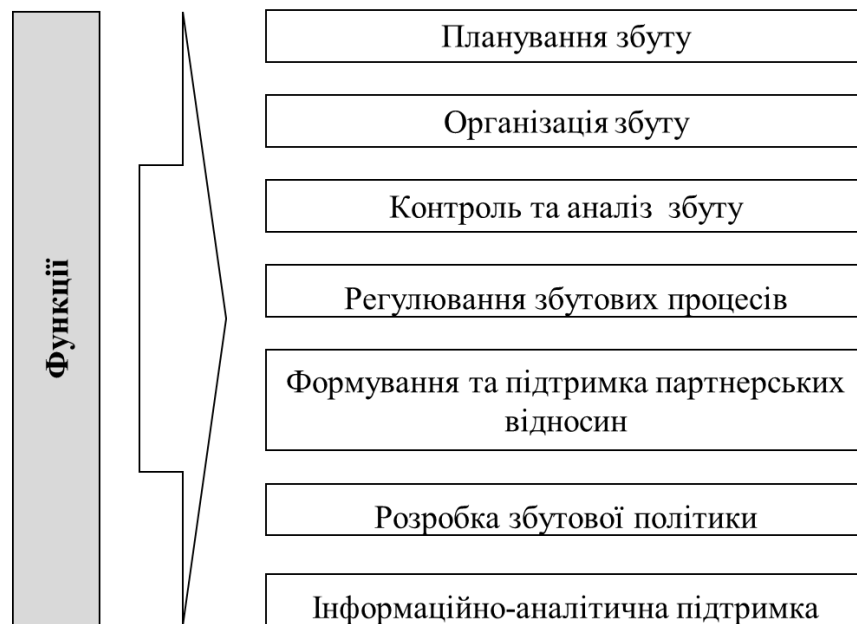 Функції
Планування збуту
Організація збуту
Контроль та аналіз збуту
Регулювання збутових процесів
Формування та підтримка партнерських
відносин
Розробка збутової політики
Інформаційно-аналітична підтримка